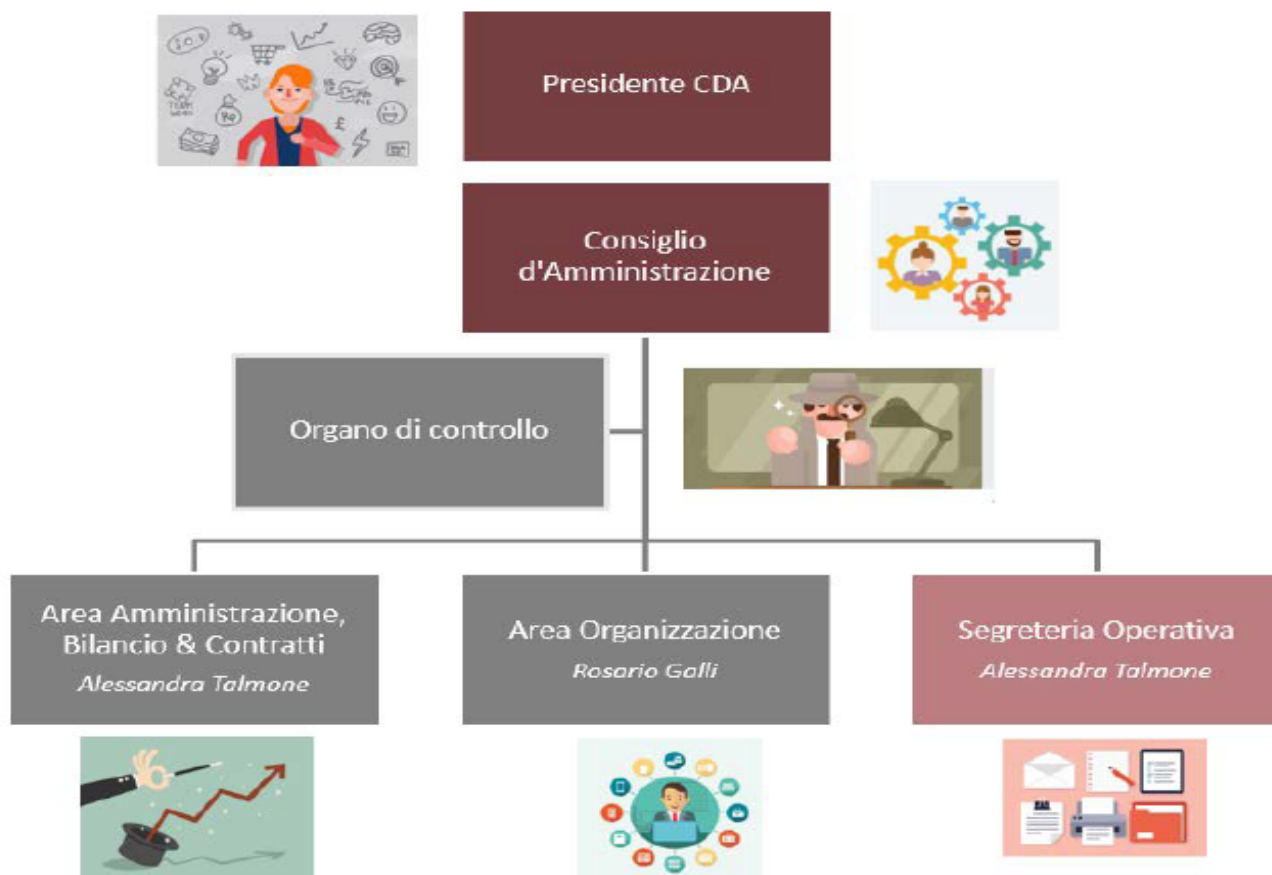 Presidente CDA
Consiglio
d'Amministrazione
Organo di controllo
Area Amministrazione,
Bilancio & Contratti
Alessandra Talmone
Area Organizzazione
Rosario Galli
Segreteria Operativa
Alessandra Talmone